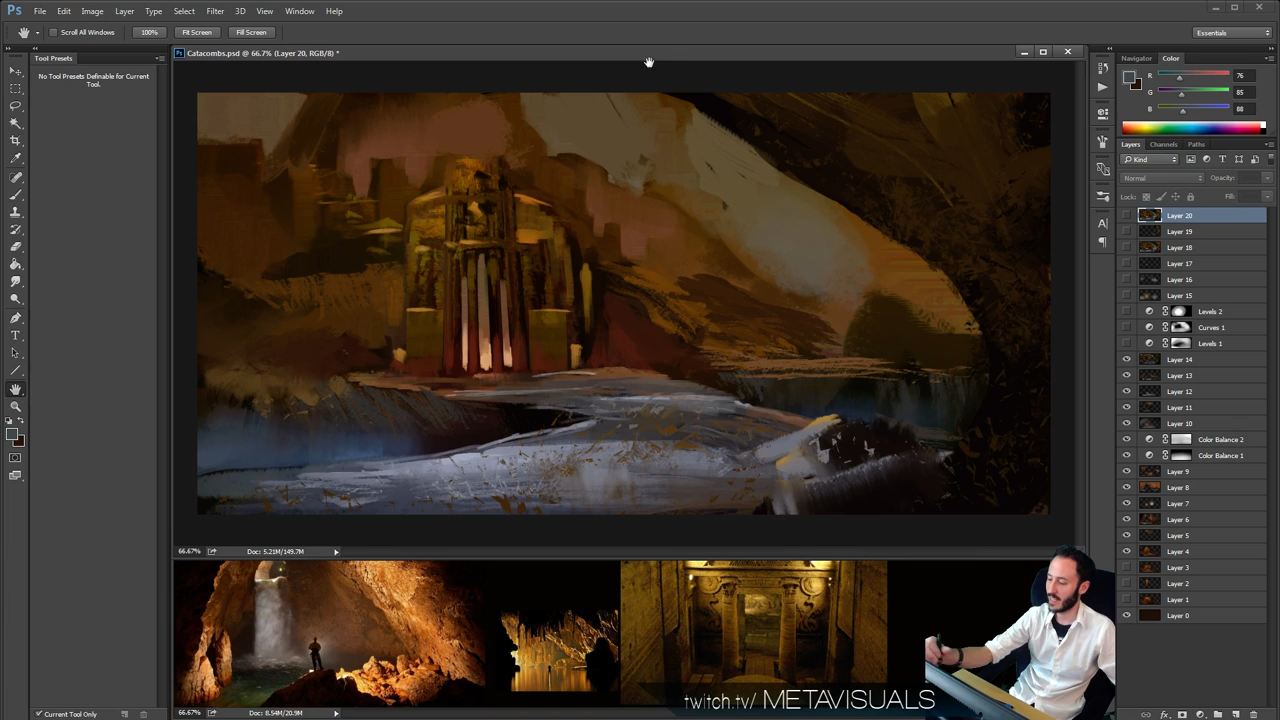 Ps File Edit Image Layer Type Select Filter 3D View Window Help
Scroll All Windows 100% Fit Screen Fill Screen Essentials
Tool Presets
No Tool Presets Definable for Current
Tool.
Current Tool Only
Catacombs.psd @ 66.7% (Layer 20, RGB/8) *
66.67% Doc: 5.21M/149.7M
66.67% Doc: 8.54M/20.9M
twitch.tv/ METAVISUALS
Navigator Color
R 76
G 85
B 88
Layers Channels Paths
Kind
Normal Opacity:
Lock: Fill:
Layer 20
Layer 19
Layer 18
Layer 17
Layer 16
Layer 15
Levels 2
Curves 1
Levels 1
Layer 14
Layer 13
Layer 12
Layer 11
Layer 10
Color Balance 2
Color Balance 1
Layer 9
Layer 8
Layer 7
Layer 6
Layer 5
Layer 4
Layer 3
Layer 2
Layer 1
Layer 0